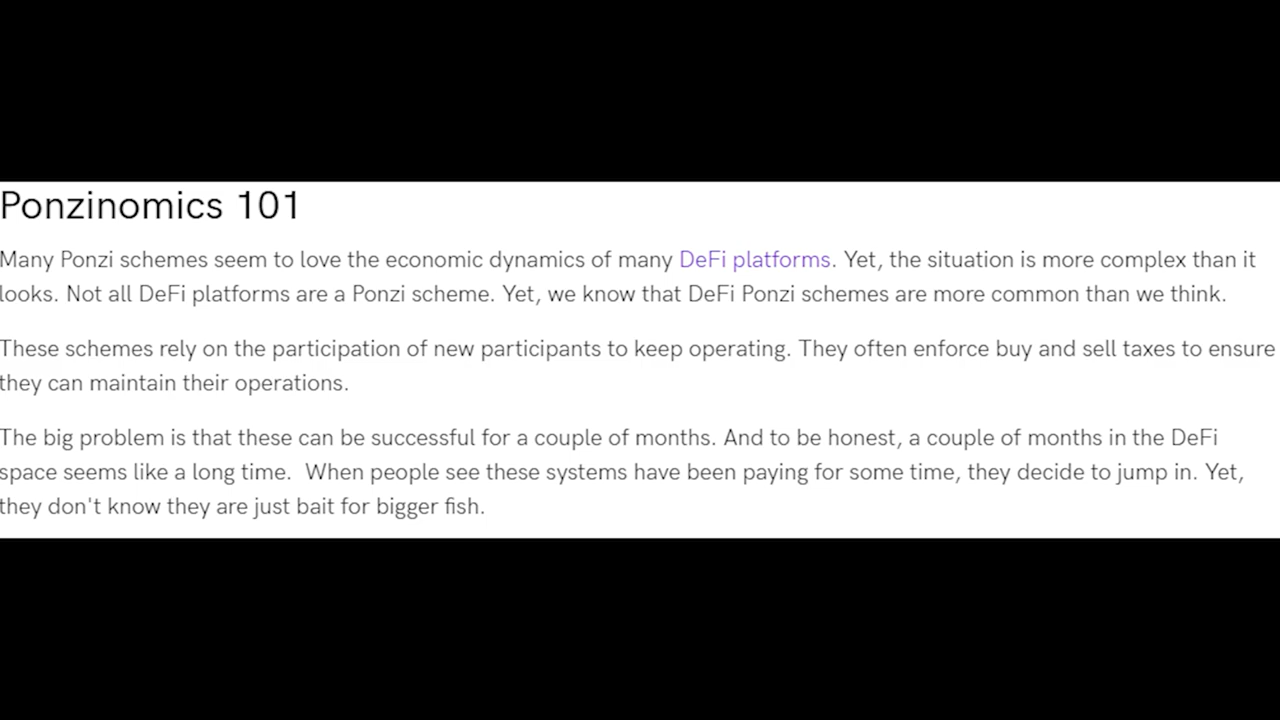 Ponzinomics 101
Many Ponzi schemes seem to love the economic dynamics of many DeFi platforms. Yet, the situation is more complex than it
looks. Not all DeFi platforms are a Ponzi scheme. Yet, we know that DeFi Ponzi schemes are more common than we think.
These schemes rely on the participation of new participants to keep operating. They often enforce buy and sell taxes to ensure
they can maintain their operations.
The big problem is that these can be successful for a couple of months. And to be honest, a couple of months in the DeFi
space seems like a long time.  When people see these systems have been paying for some time, they decide to jump in. Yet,
they don't know they are just bait for bigger fish.